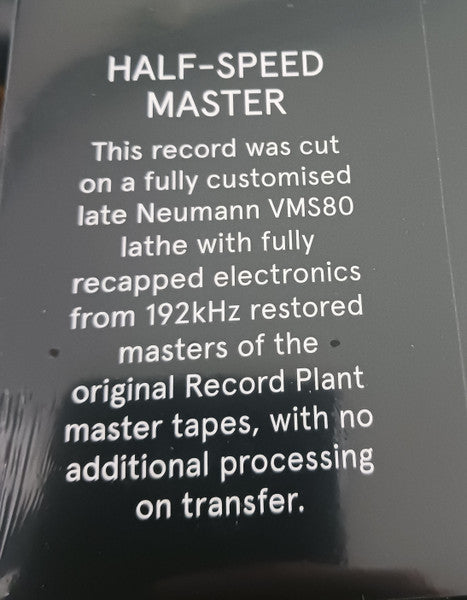 HALF-SPEED
MASTER
This record was cut
on a fully customised
late Neumann VMS80
lathe with fully
recapped electronics
from 192kHz restored
masters of the
original Record Plant
master tapes, with no
additional processing
on transfer.